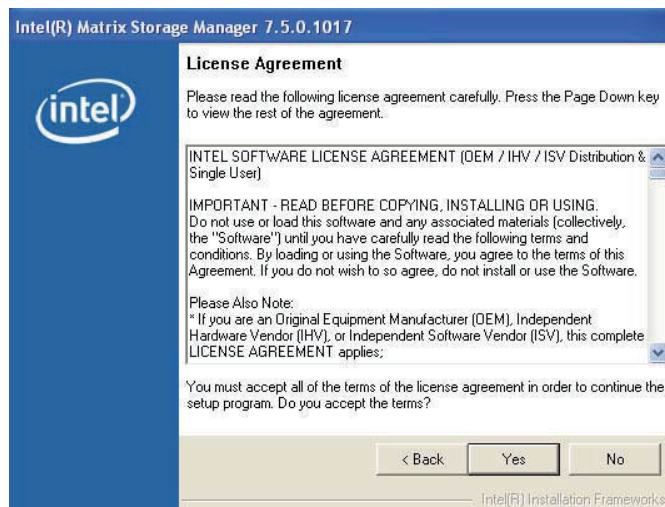 Intel(R) Matrix Storage Manager 7.5.0.1017
intel
License Agreement
Please read the following license agreement carefully. Press the Page Down key
to view the rest of the agreement.
INTEL SOFTWARE LICENSE AGREEMENT (OEM / IHV / ISV Distribution &
Single User)
IMPORTANT - READ BEFORE COPYING, INSTALLING OR USING.
Do not use or load this software and any associated materials (collectively,
the "Software") until you have carefully read the following terms and
conditions. By loading or using the Software, you agree to the terms of this
Agreement. If you do not wish to so agree, do not install or use the Software.
Please Also Note:
* If you are an Original Equipment Manufacturer (OEM), Independent
Hardware Vendor (IHV), or Independent Software Vendor (ISV), this complete
LICENSE AGREEMENT applies;
You must accept all of the terms of the license agreement in order to continue the
setup program. Do you accept the terms?
< Back Yes No
Intel(R) Installation Frameworks